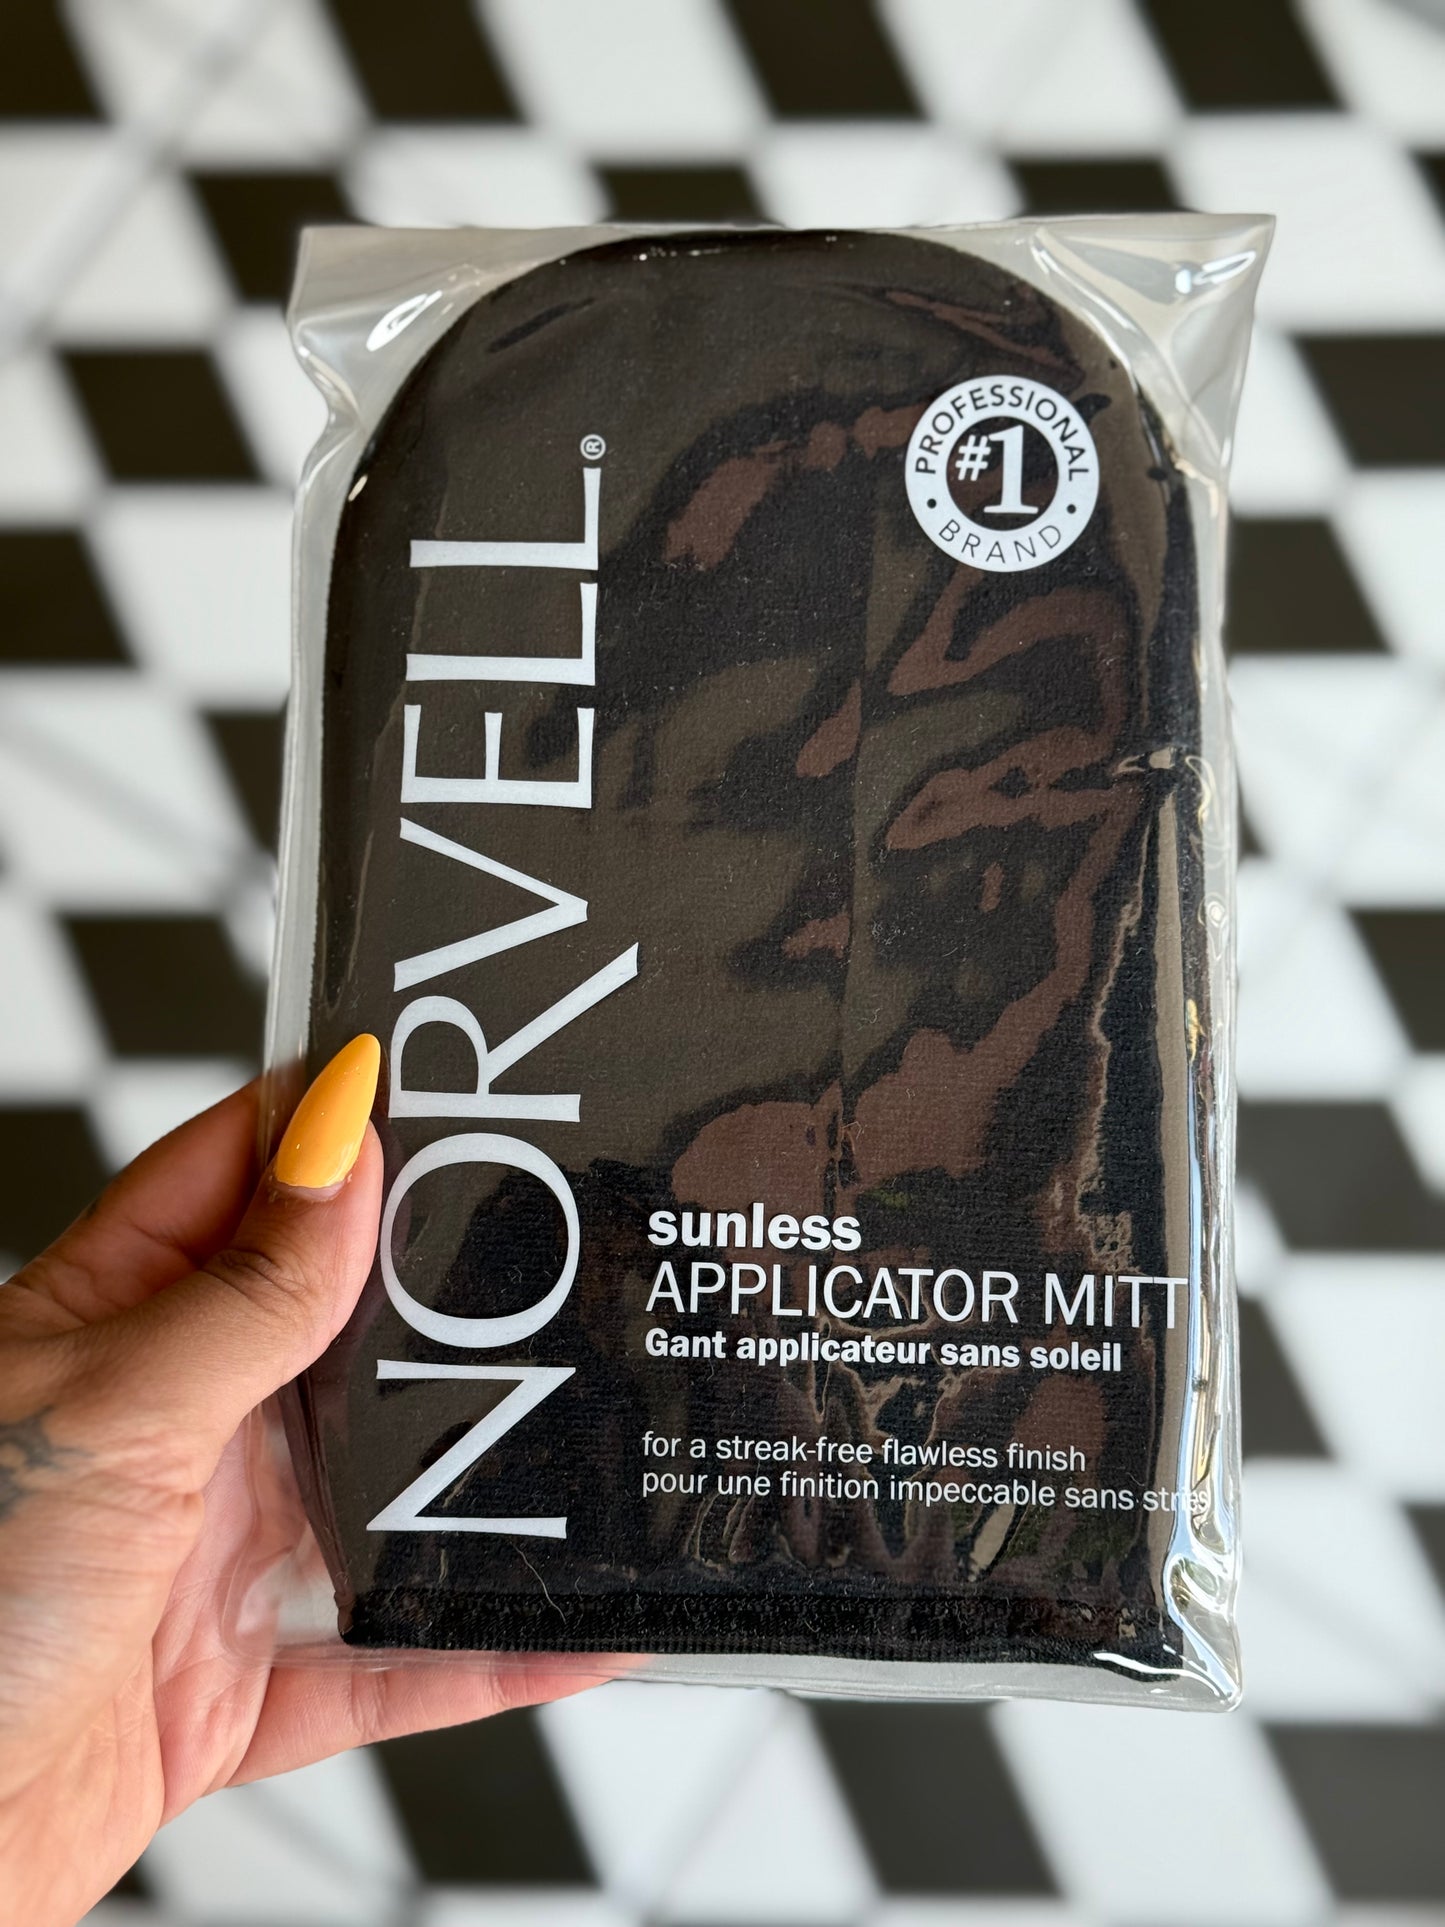 NORVELL®
PROFESSIONAL
#1
BRAND
sunless
APPLICATOR MITT
Gant applicateur sans soleil
for a streak-free flawless finish
pour une finition impeccable sans stries